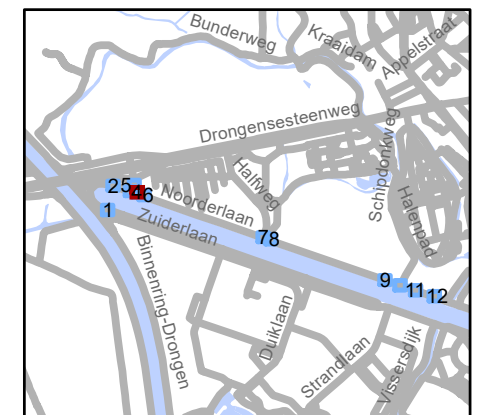 Bunderweg
Kraaidam
Appelstraat
Drongensesteenweg
Schipdonkweg
Halfweg
Halenpad
2 5 4 6
Noorderlaan
1
Zuiderlaan
7 8
Binnenring-Drongen
9
11 12
Duiklaan
Strandlaan
Vissersdijk